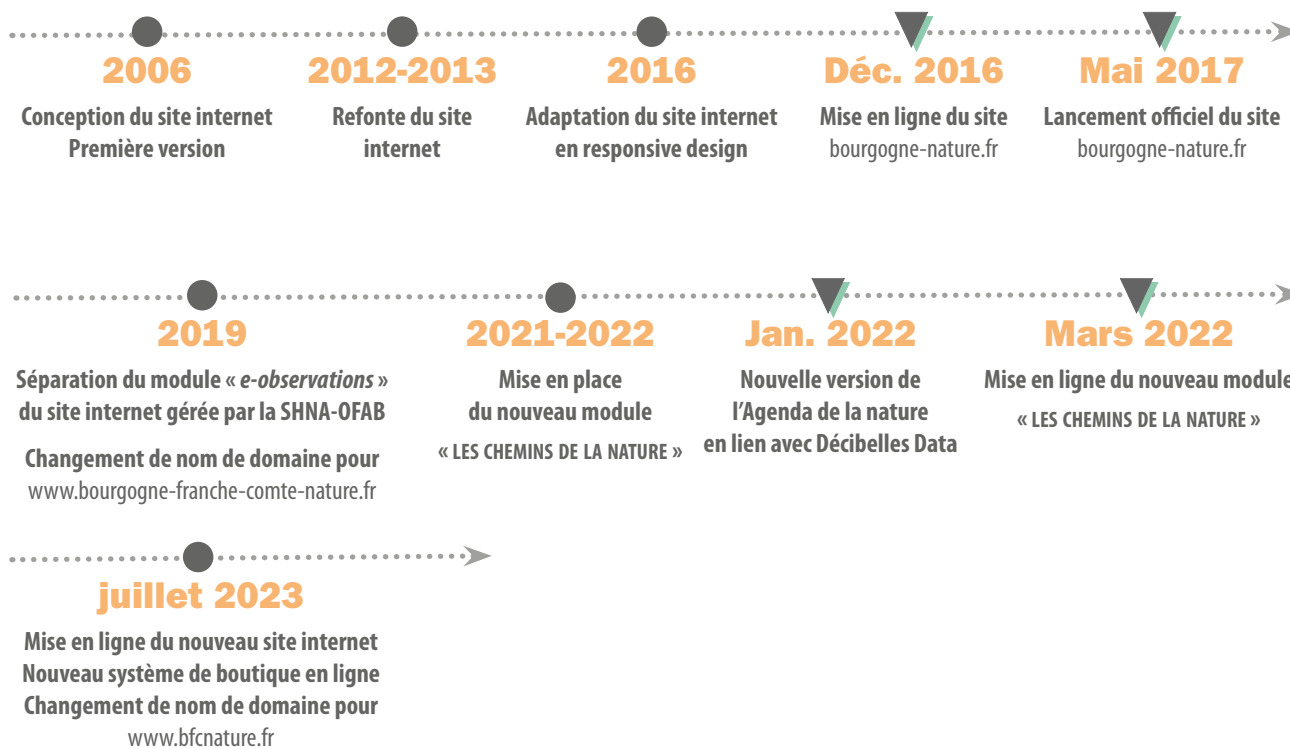 2006
Conception du site internet
Première version
2012-2013
Refonte du site
internet
2016
Adaptation du site internet
en responsive design
Déc. 2016
Mise en ligne du site
bourgogne-nature.fr
Mai 2017
Lancement officiel du site
bourgogne-nature.fr
2019
Séparation du module « e-observations »
du site internet gérée par la SHNA-OFAB
Changement de nom de domaine pour
www.bourgogne-franche-comte-nature.fr
2021-2022
Mise en place
du nouveau module
« LES CHEMINS DE LA NATURE »
Jan. 2022
Nouvelle version de
l’Agenda de la nature
en lien avec Décibelles Data
Mars 2022
Mise en ligne du nouveau module
« LES CHEMINS DE LA NATURE »
juillet 2023
Mise en ligne du nouveau site internet
Nouveau système de boutique en ligne
Changement de nom de domaine pour
www.bfcnature.fr